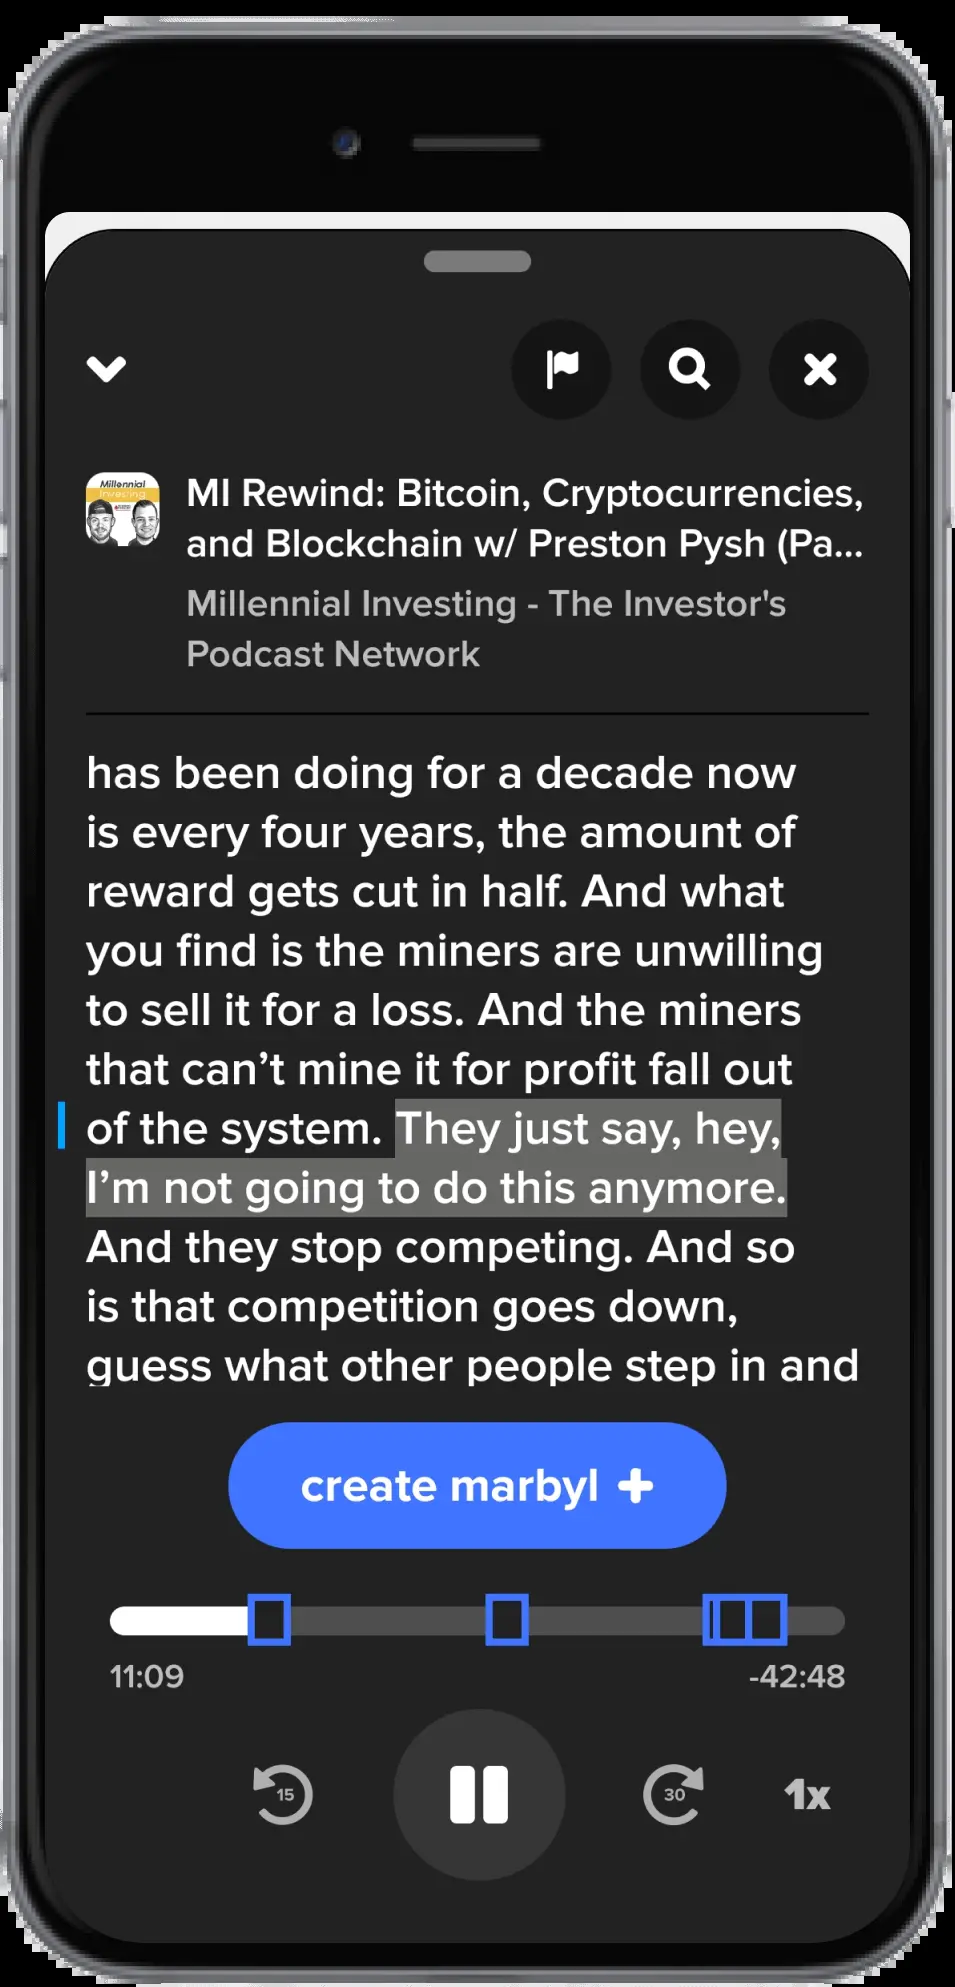 Millennial
Investing
MI Rewind: Bitcoin, Cryptocurrencies,
and Blockchain w/ Preston Pysh (Pa...
Millennial Investing - The Investor's
Podcast Network
has been doing for a decade now
is every four years, the amount of
reward gets cut in half. And what
you find is the miners are unwilling
to sell it for a loss. And the miners
that can’t mine it for profit fall out
of the system. They just say, hey,
I’m not going to do this anymore.
And they stop competing. And so
is that competition goes down,
guess what other people step in and
create marbyl +
11:09
-42:48
15
30
1x